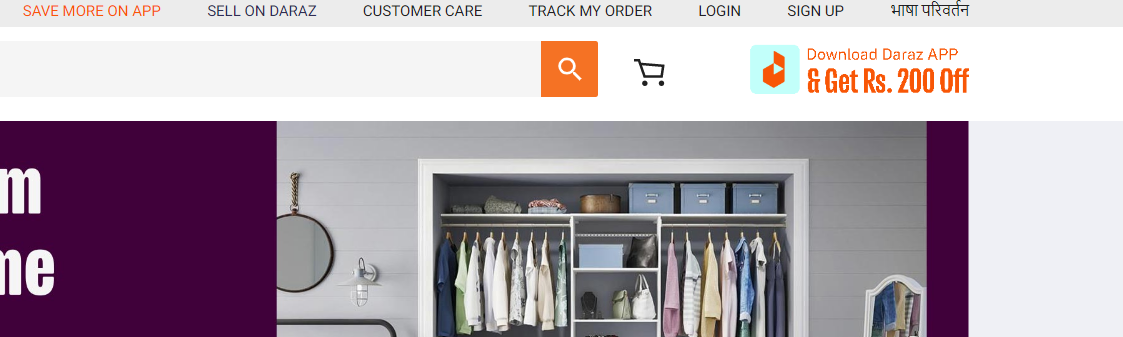 SAVE MORE ON APP
SELL ON DARAZ
CUSTOMER CARE
TRACK MY ORDER
LOGIN
SIGN UP
भाषा परिवर्तन
Download Daraz APP
& Get Rs. 200 Off
m
me